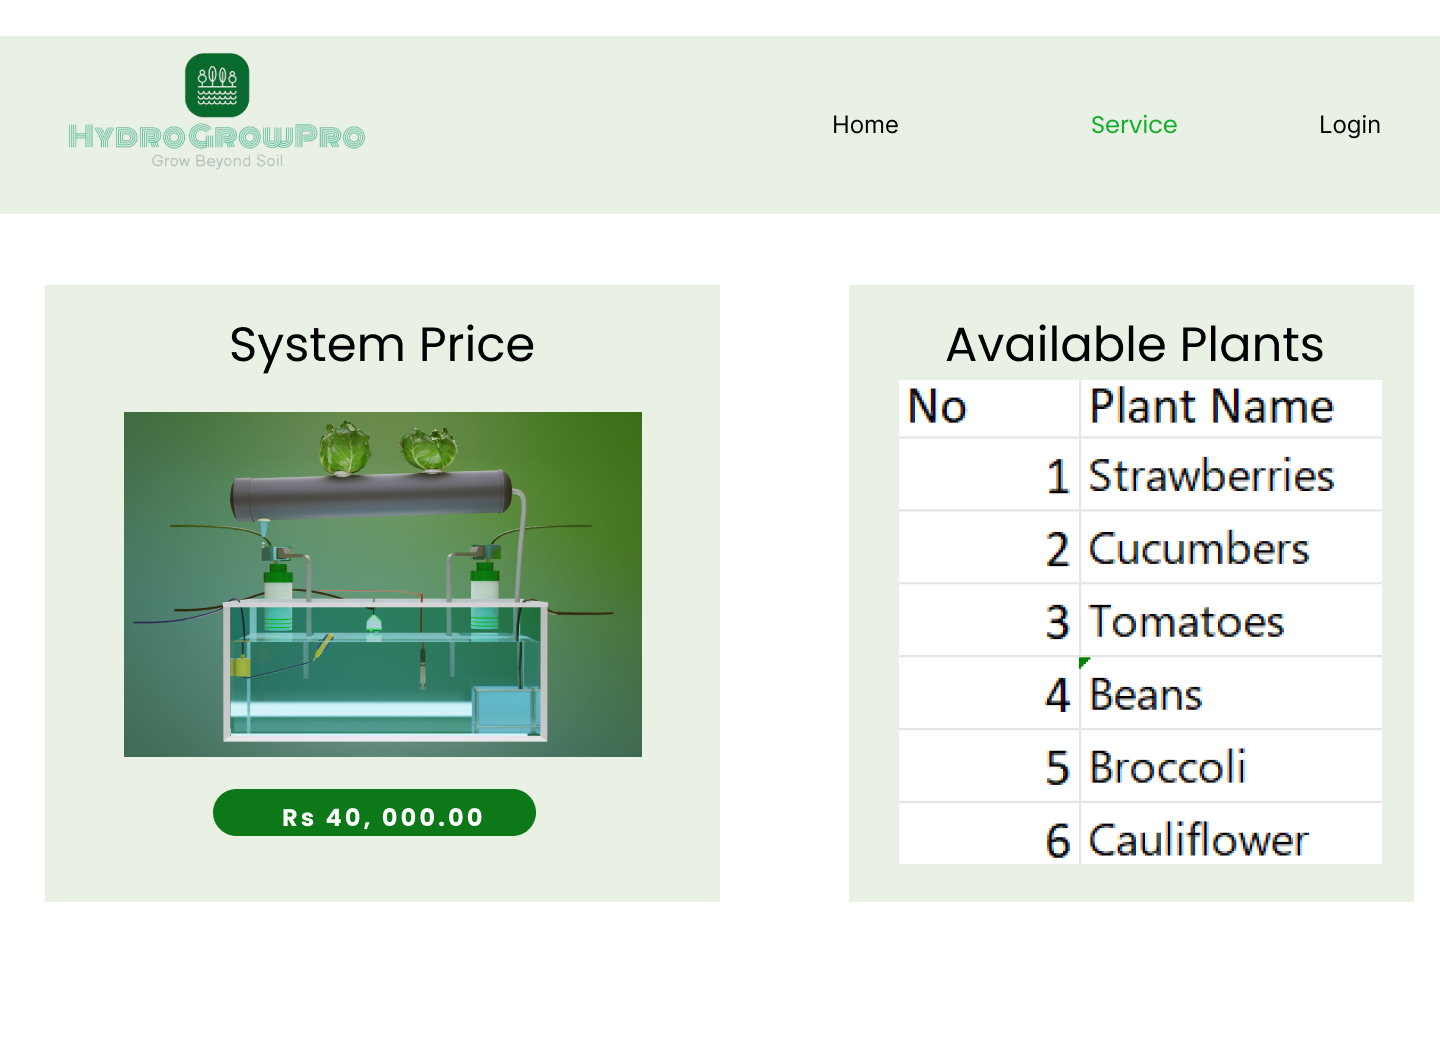 HydroGrowPro
Grow Beyond Soil
Home Service Login
System Price
Rs 40, 000.00
Available Plants
No Plant Name
1 Strawberries
2 Cucumbers
3 Tomatoes
4 Beans
5 Broccoli
6 Cauliflower